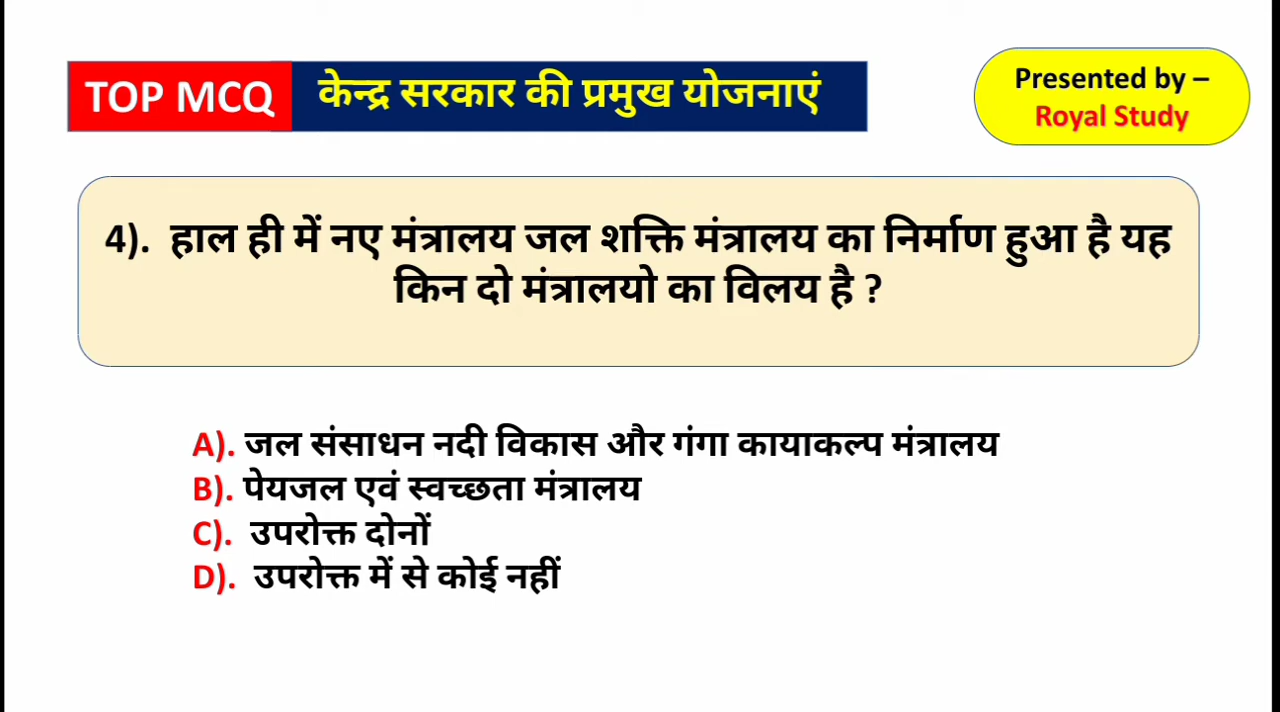 TOP MCQ केन्द्र सरकार की प्रमुख योजनाएं
Presented by –
Royal Study
4). हाल ही में नए मंत्रालय जल शक्ति मंत्रालय का निर्माण हुआ है यह
किन दो मंत्रालयो का विलय है ?
A). जल संसाधन नदी विकास और गंगा कायाकल्प मंत्रालय
B). पेयजल एवं स्वच्छता मंत्रालय
C). उपरोक्त दोनों
D). उपरोक्त में से कोई नहीं